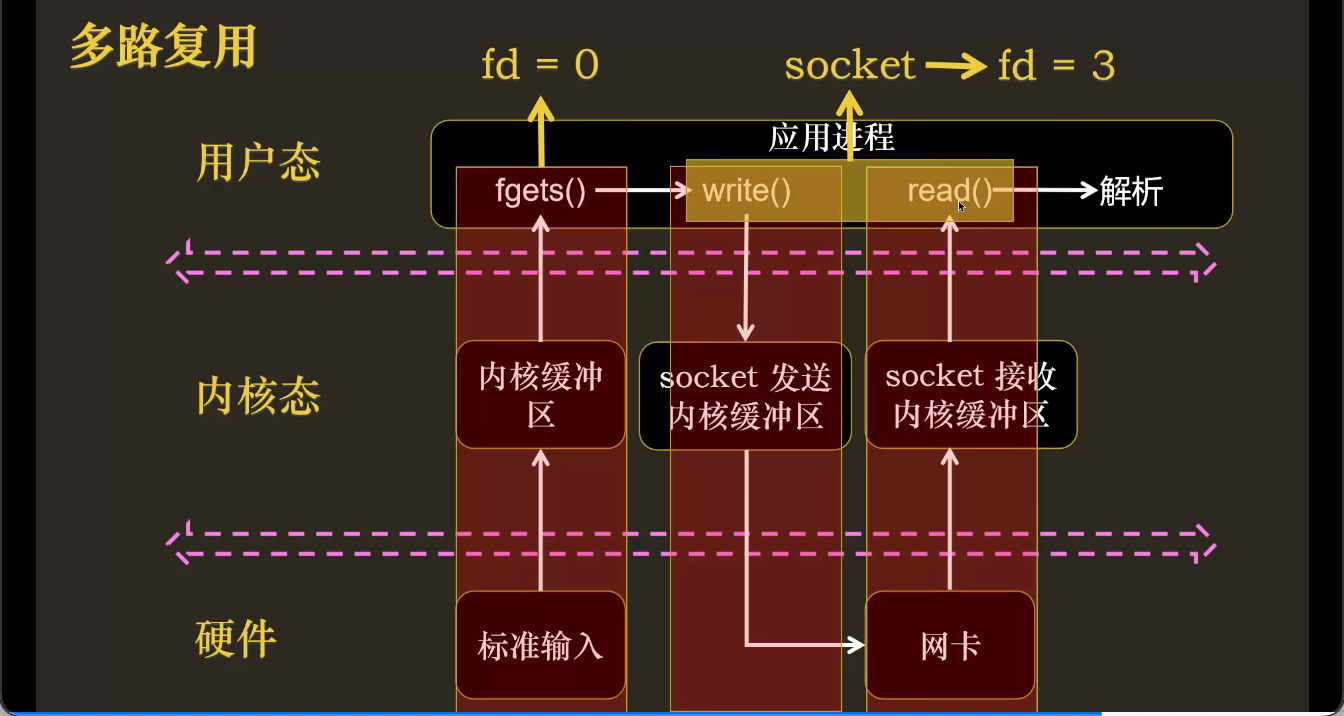 多路复用
fd = 0
socket
fd = 3
用户态
应用进程
fgets()
write()
read()
解析
内核态
内核缓冲
区
socket 发送
内核缓冲区
socket 接收
内核缓冲区
硬件
标准输入
网卡